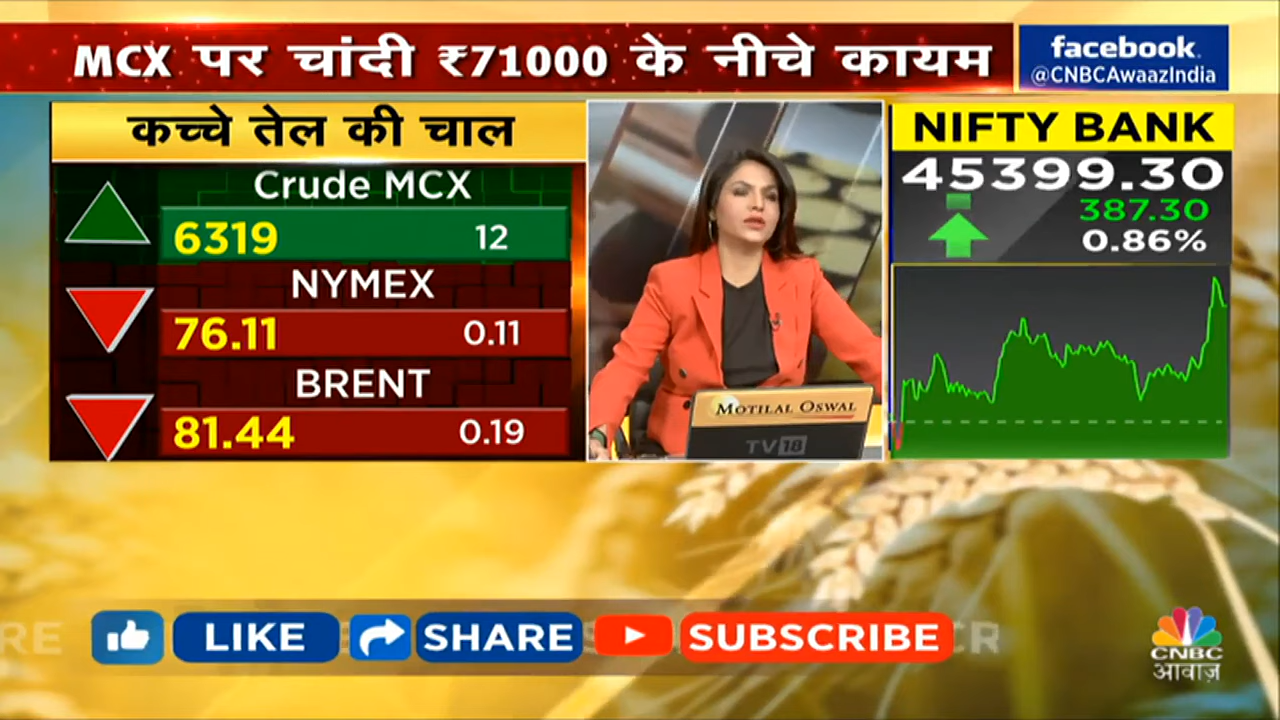 MCX पर चांदी ₹71000 के नीचे कायम
facebook.
@CNBCAwaazIndia
कच्चे तेल की चाल
Crude MCX
6319 12
NYMEX
76.11 0.11
BRENT
81.44 0.19
MOTILAL OSWAL
TV18
NIFTY BANK
45399.30
387.30
0.86%
LIKE SHARE SUBSCRIBE
CNBC
आवाज़